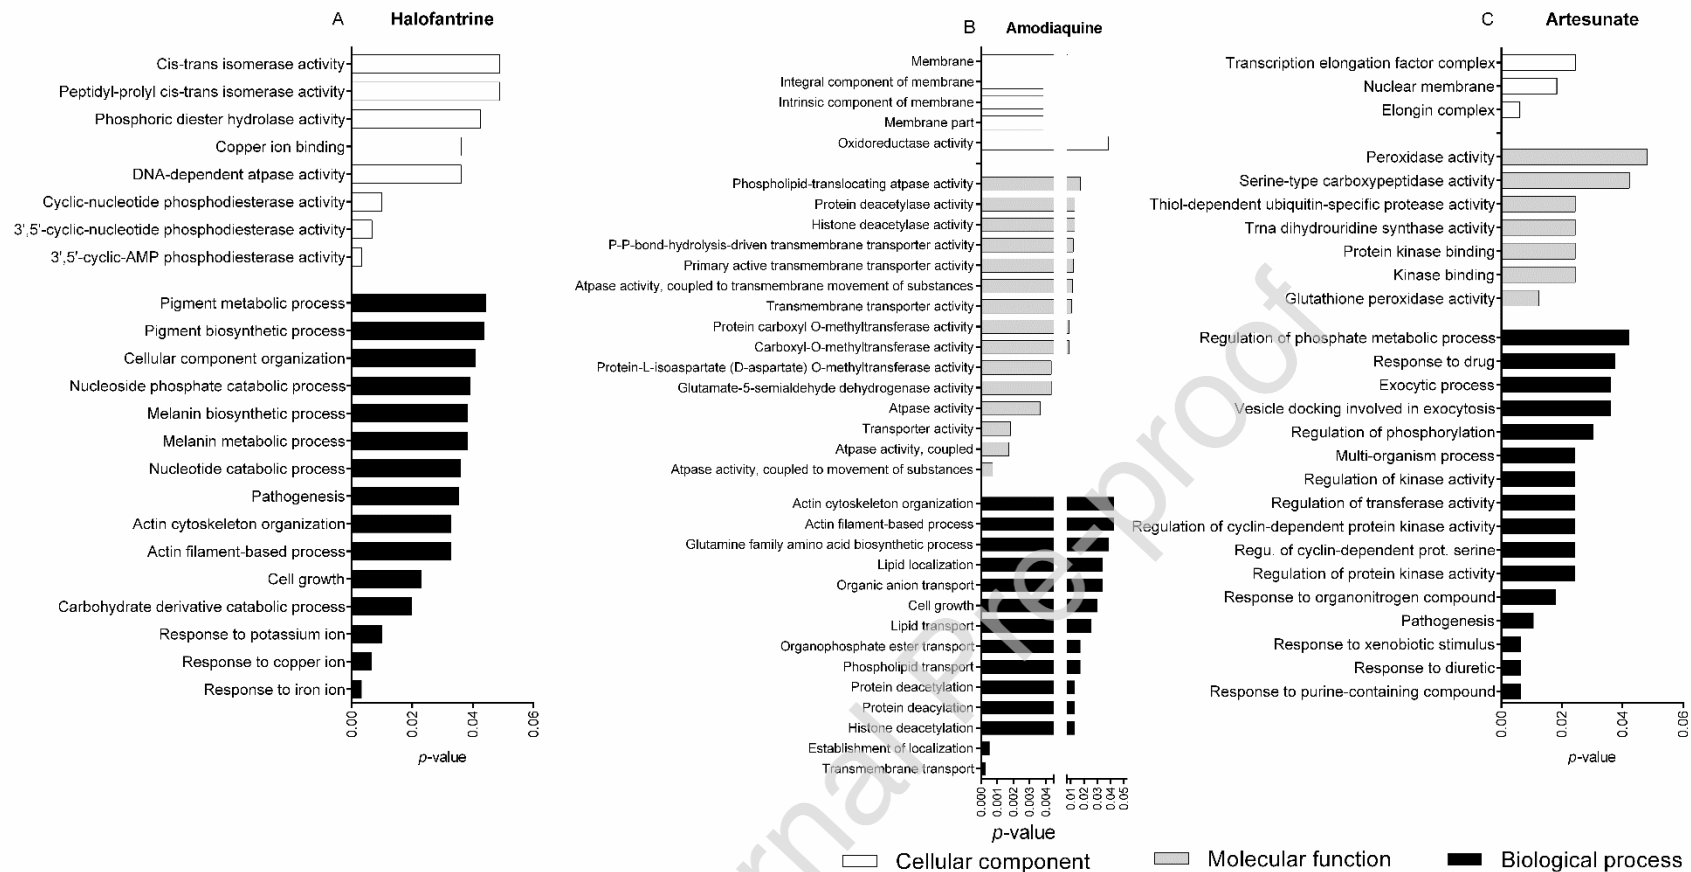 A Halofantrine
Cis-trans isomerase activity
Peptidyl-prolyl cis-trans isomerase activity
Phosphoric diester hydrolase activity
Copper ion binding
DNA-dependent atpase activity
Cyclic-nucleotide phosphodiesterase activity
3',5'-cyclic-nucleotide phosphodiesterase activity
3',5'-cyclic-AMP phosphodiesterase activity
Pigment metabolic process
Pigment biosynthetic process
Cellular component organization
Nucleoside phosphate catabolic process
Melanin biosynthetic process
Melanin metabolic process
Nucleotide catabolic process
Pathogenesis
Actin cytoskeleton organization
Actin filament-based process
Cell growth
Carbohydrate derivative catabolic process
Response to potassium ion
Response to copper ion
Response to iron ion
0.00 0.02 0.04 0.06
p-value
B Amodiaquine
Membrane
Integral component of membrane
Intrinsic component of membrane
Membrane part
Oxidoreductase activity
Phospholipid-translocating atpase activity
Protein deacetylase activity
Histone deacetylase activity
P-P-bond-hydrolysis-driven transmembrane transporter activity
Primary active transmembrane transporter activity
Atpase activity, coupled to transmembrane movement of substances
Transmembrane transporter activity
Protein carboxyl O-methyltransferase activity
Carboxyl-O-methyltransferase activity
Protein-L-isoaspartate (D-aspartate) O-methyltransferase activity
Glutamate-5-semialdehyde dehydrogenase activity
Atpase activity
Transporter activity
Atpase activity, coupled
Atpase activity, coupled to movement of substances
Actin cytoskeleton organization
Actin filament-based process
Glutamine family amino acid biosynthetic process
Lipid localization
Organic anion transport
Cell growth
Lipid transport
Organophosphate ester transport
Phospholipid transport
Protein deacetylation
Protein deacylation
Histone deacetylation
Establishment of localization
Transmembrane transport
0.000 0.001 0.002 0.003 0.004 0.01 0.02 0.03 0.04 0.05
p-value
C Artesunate
Transcription elongation factor complex
Nuclear membrane
Elongin complex
Peroxidase activity
Serine-type carboxypeptidase activity
Thiol-dependent ubiquitin-specific protease activity
Trna dihydrouridine synthase activity
Protein kinase binding
Kinase binding
Glutathione peroxidase activity
Regulation of phosphate metabolic process
Response to drug
Exocytic process
Vesicle docking involved in exocytosis
Regulation of phosphorylation
Multi-organism process
Regulation of kinase activity
Regulation of transferase activity
Regulation of cyclin-dependent protein kinase activity
Regu. of cyclin-dependent prot. serine
Regulation of protein kinase activity
Response to organonitrogen compound
Pathogenesis
Response to xenobiotic stimulus
Response to diuretic
Response to purine-containing compound
0.00 0.02 0.04 0.06
p-value
Cellular component Molecular function Biological process
rnal Pre-proof